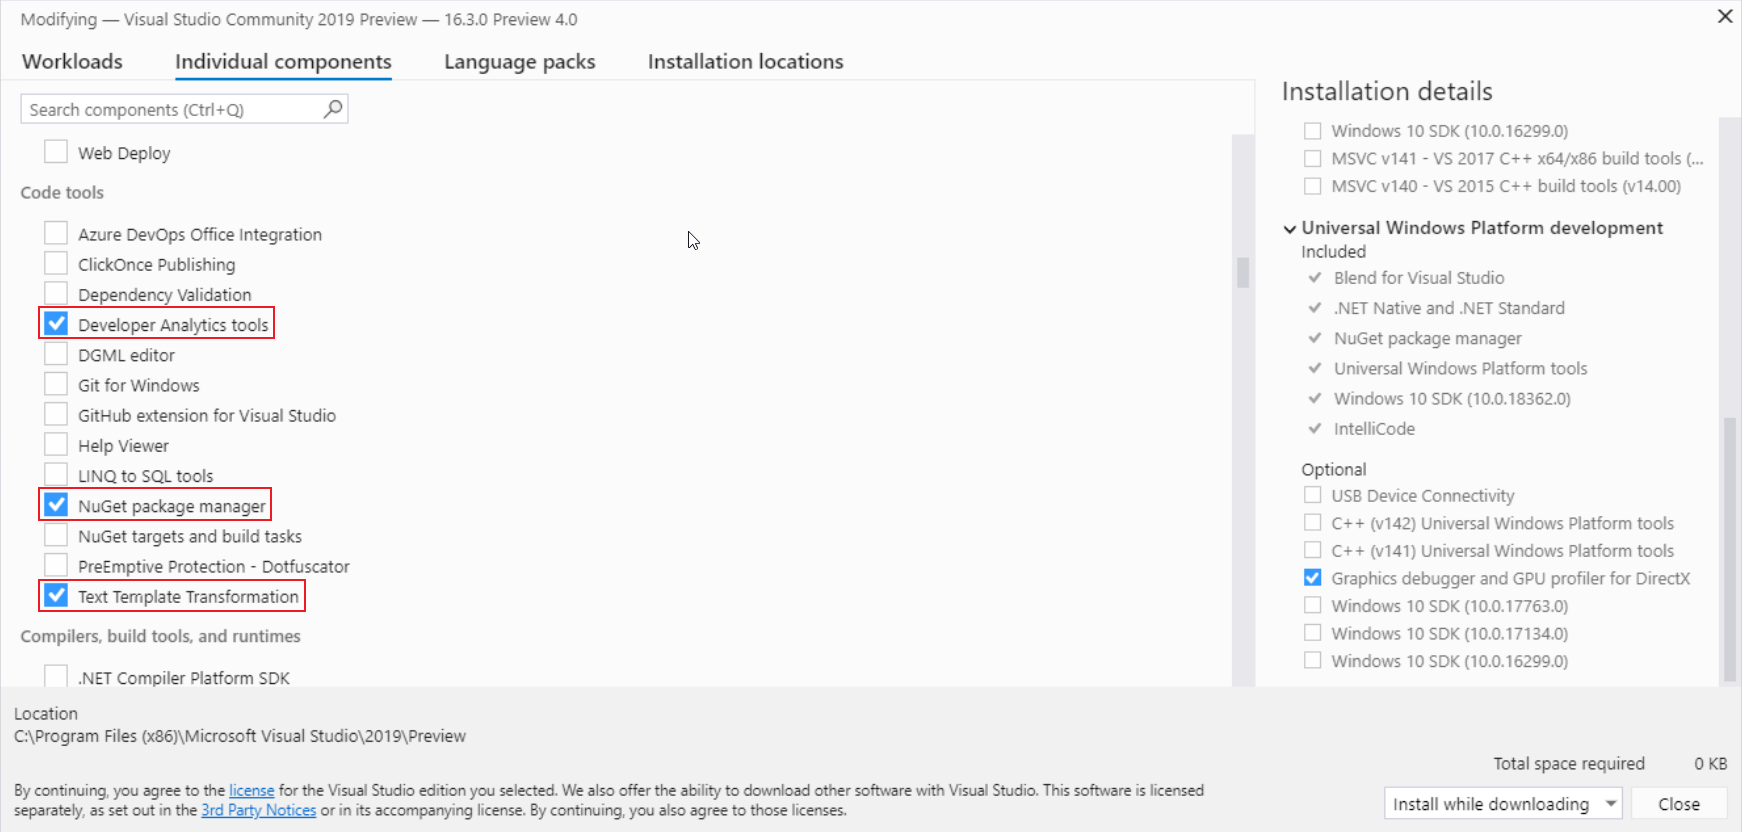 Modifying — Visual Studio Community 2019 Preview — 16.3.0 Preview 4.0
Workloads
Individual components
Language packs
Installation locations
Search components (Ctrl+Q)
Web Deploy
Code tools
Azure DevOps Office Integration
ClickOnce Publishing
Dependency Validation
Developer Analytics tools
DGML editor
Git for Windows
GitHub extension for Visual Studio
Help Viewer
LINQ to SQL tools
NuGet package manager
NuGet targets and build tasks
PreEmptive Protection - Dotfuscator
Text Template Transformation
Compilers, build tools, and runtimes
.NET Compiler Platform SDK
Installation details
Windows 10 SDK (10.0.16299.0)
MSVC v141 - VS 2017 C++ x64/x86 build tools (...
MSVC v140 - VS 2015 C++ build tools (v14.00)
Universal Windows Platform development
Included
Blend for Visual Studio
.NET Native and .NET Standard
NuGet package manager
Universal Windows Platform tools
Windows 10 SDK (10.0.18362.0)
IntelliCode
Optional
USB Device Connectivity
C++ (v142) Universal Windows Platform tools
C++ (v141) Universal Windows Platform tools
Graphics debugger and GPU profiler for DirectX
Windows 10 SDK (10.0.17763.0)
Windows 10 SDK (10.0.17134.0)
Windows 10 SDK (10.0.16299.0)
Location
C:\Program Files (x86)\Microsoft Visual Studio\2019\Preview
Total space required 0 KB
By continuing, you agree to the license for the Visual Studio edition you selected. We also offer the ability to download other software with Visual Studio. This software is licensed
separately, as set out in the 3rd Party Notices or in its accompanying license. By continuing, you also agree to those licenses.
Install while downloading
Close